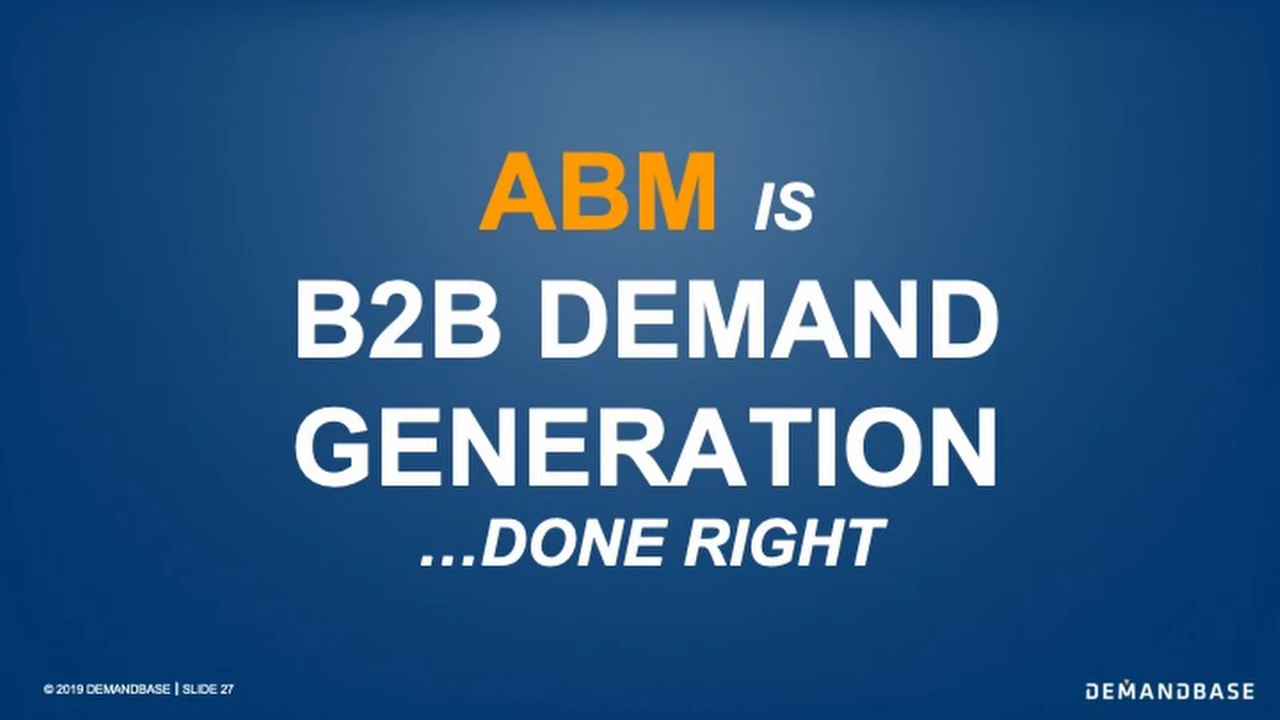 ABM IS
B2B DEMAND
GENERATION
...DONE RIGHT
© 2019 DEMANDBASE | SLIDE 27
DEMANDBASE